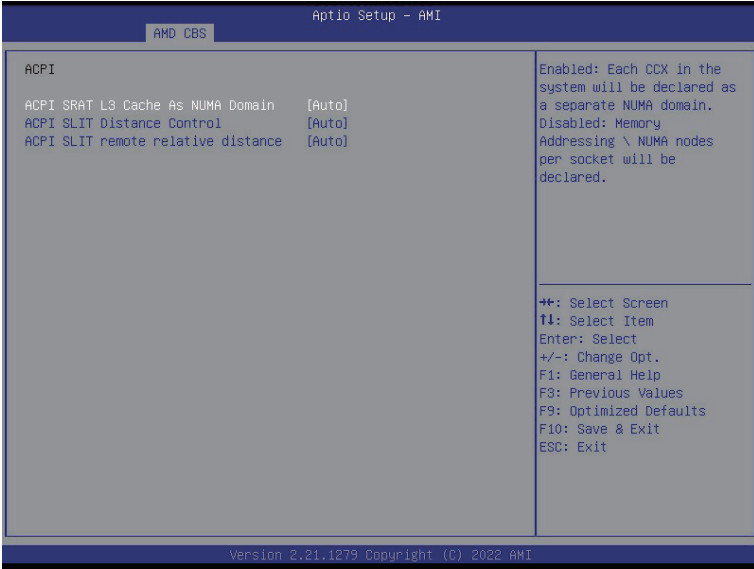 Aptio Setup – AMI
AMD CBS
ACPI
ACPI SRAT L3 Cache As NUMA Domain [Auto]
ACPI SLIT Distance Control [Auto]
ACPI SLIT remote relative distance [Auto]
Enabled: Each CCX in the
system will be declared as
a separate NUMA domain.
Disabled: Memory
Addressing \ NUMA nodes
per socket will be
declared.
→←: Select Screen
↑↓: Select Item
Enter: Select
+/-: Change Opt.
F1: General Help
F3: Previous Values
F9: Optimized Defaults
F10: Save & Exit
ESC: Exit
Version 2.21.1279 Copyright (C) 2022 AMI